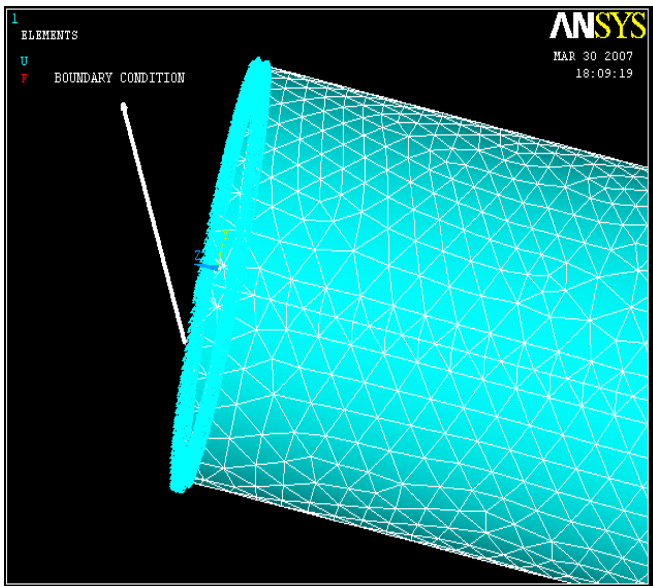 1
ELEMENTS
U
F
BOUNDARY CONDITION
ANSYS
MAR 30 2007
18:09:19
Z
Y